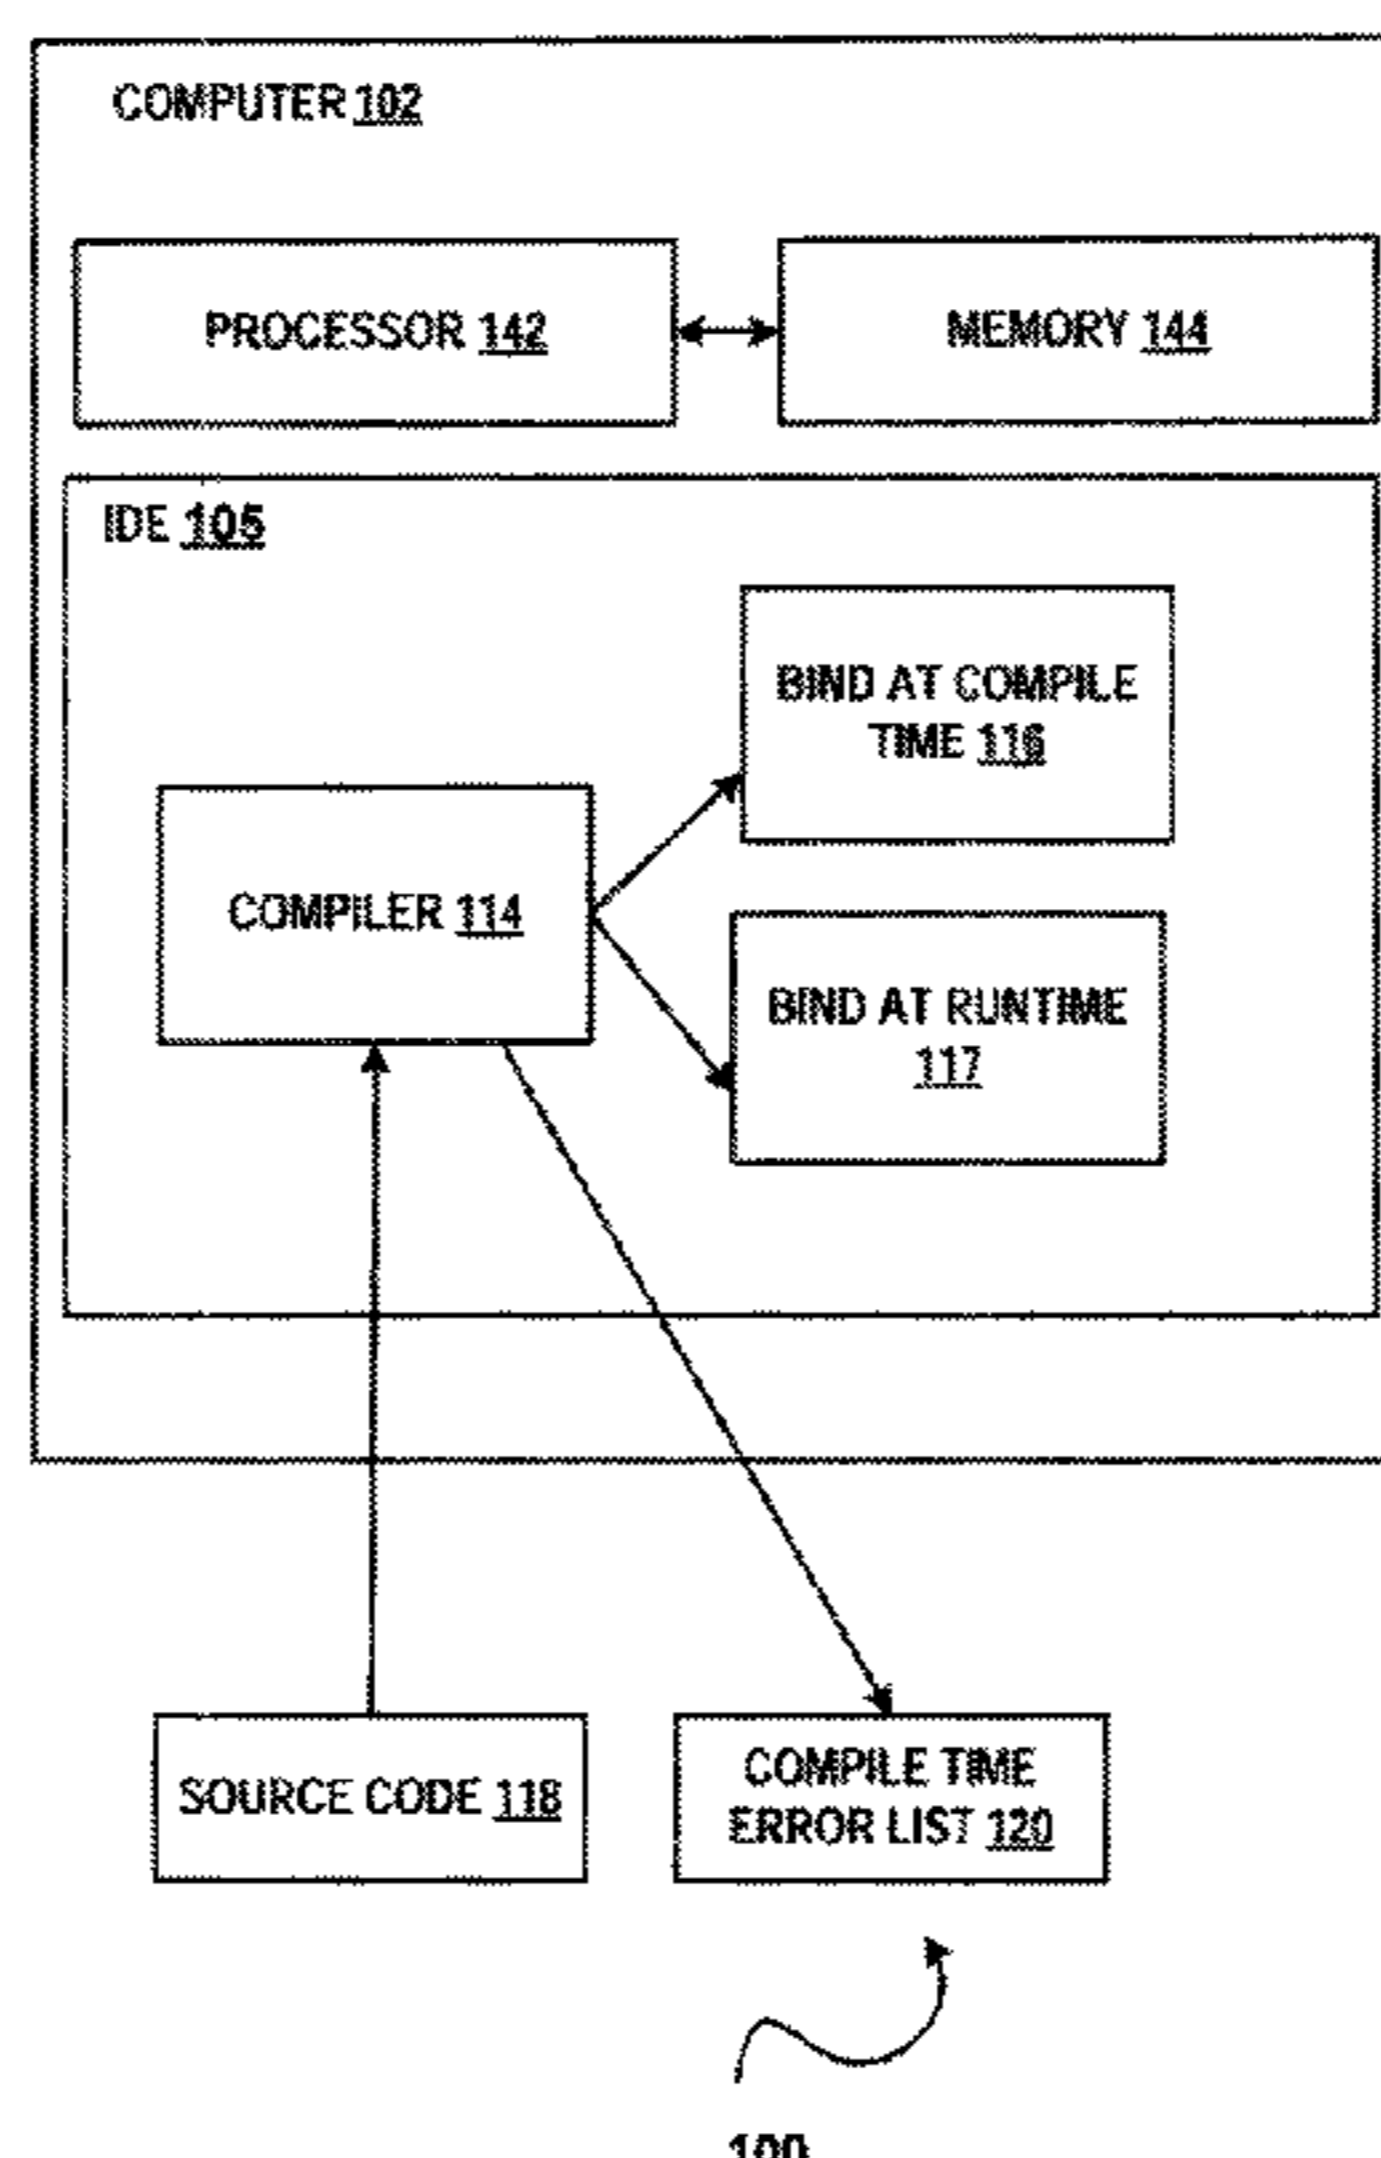 COMPUTER 102
PROCESSOR 142
MEMORY 144
IDE 105
BIND AT COMPILE
TIME 116
COMPILER 114
BIND AT RUNTIME
117
SOURCE CODE 118
COMPILE TIME
ERROR LIST 120
100